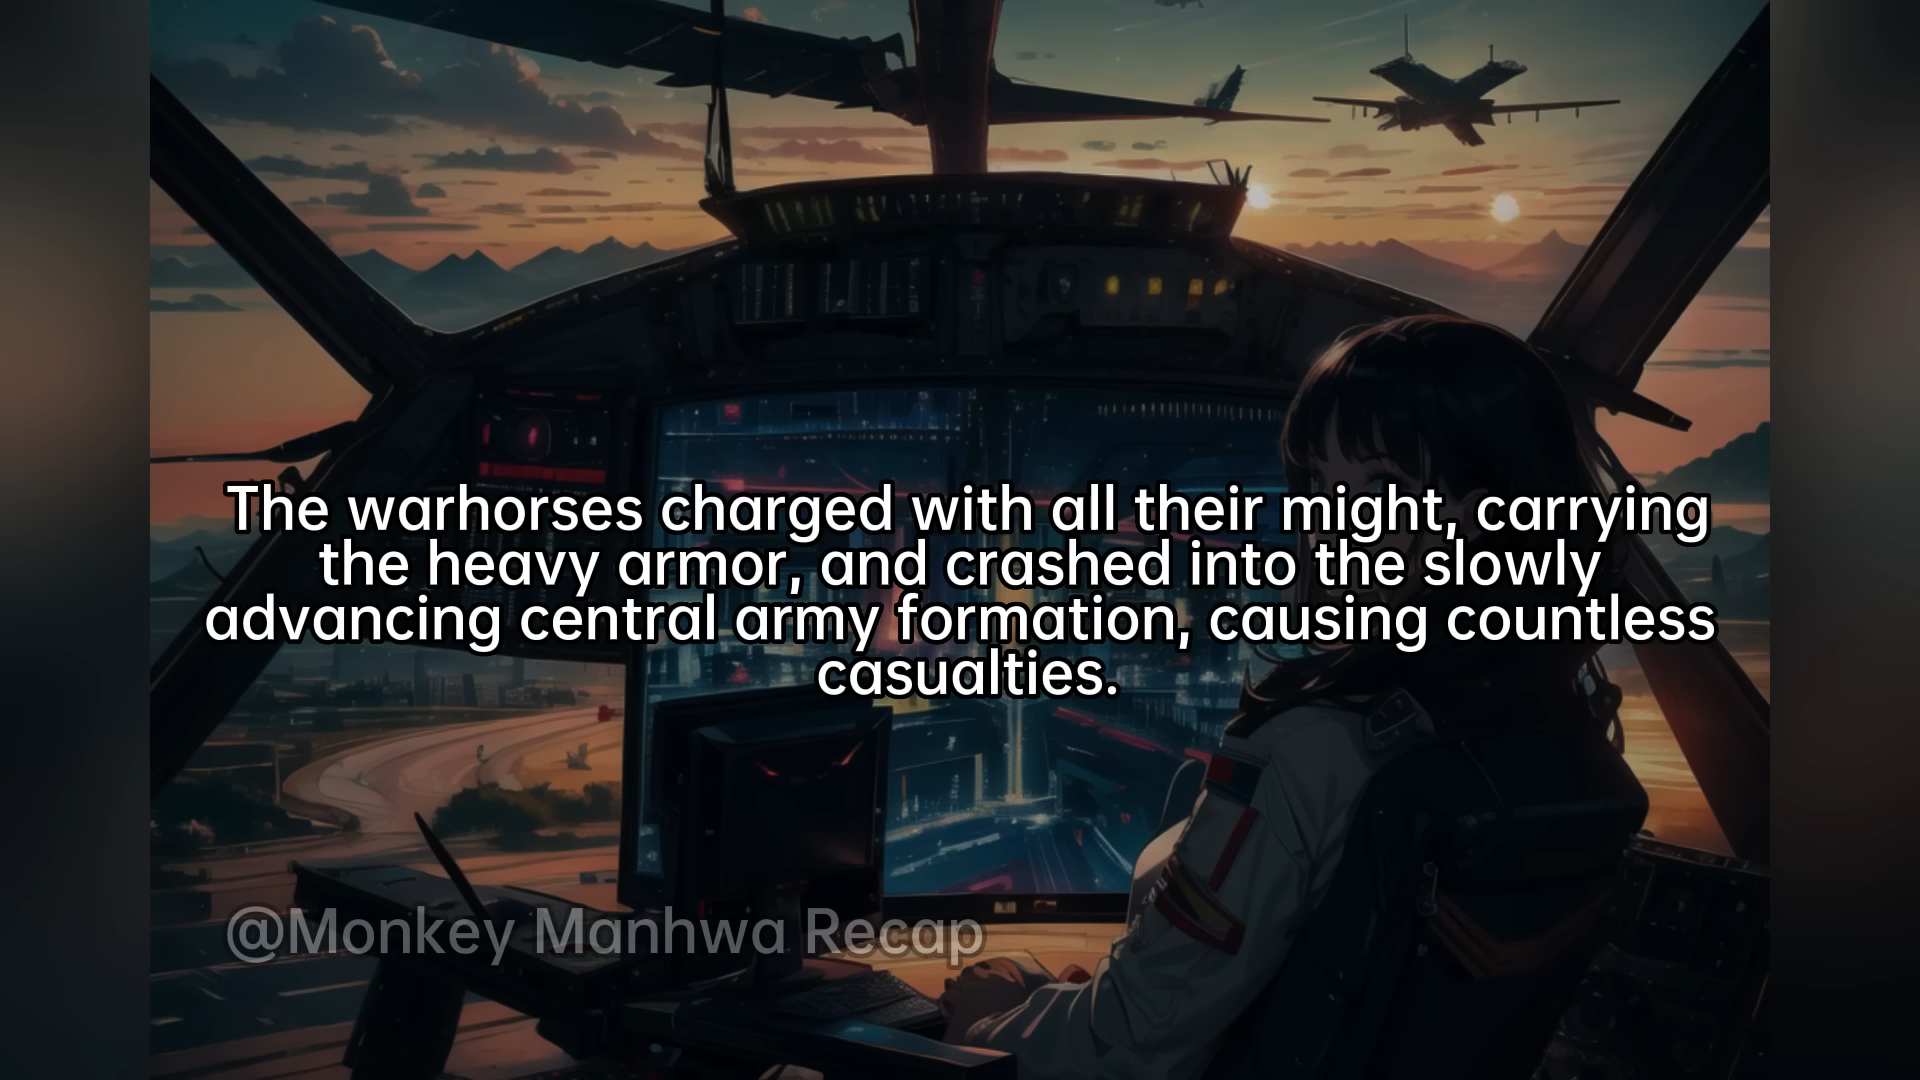 The warhorses charged with all their might, carrying
the heavy armor, and crashed into the slowly
advancing central army formation, causing countless
casualties.
@Monkey Manhwa Recap